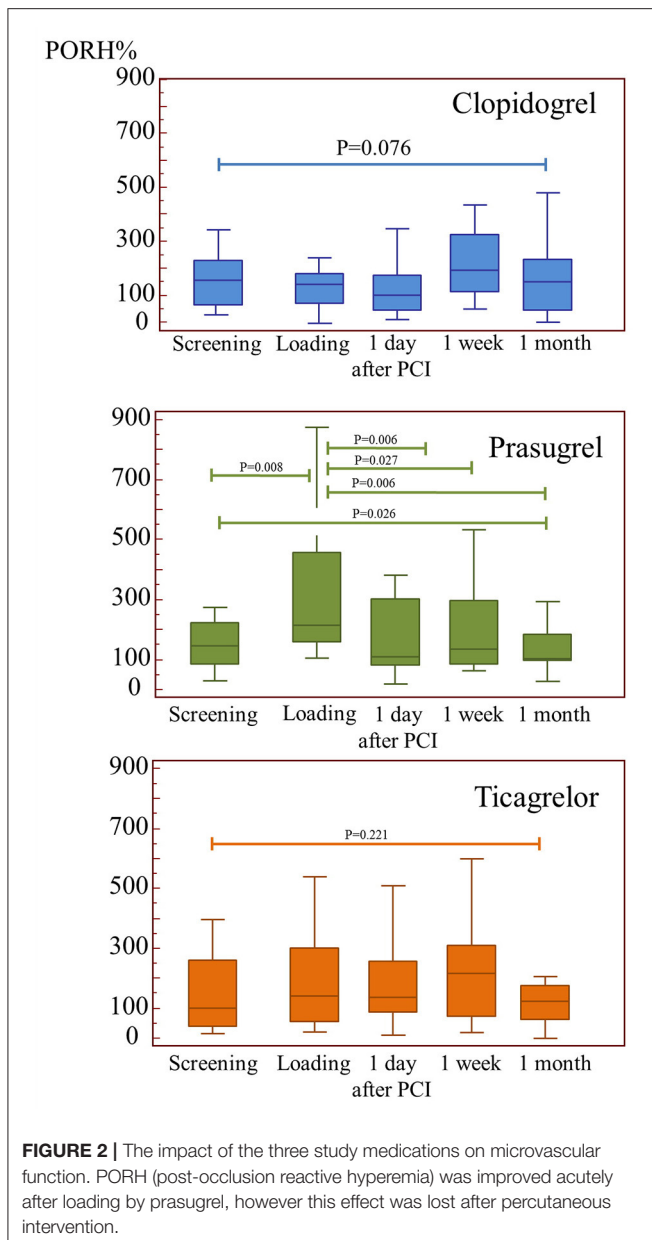 PORH%
900
Clopidogrel
700
P=0.076
500
300
100
0
Screening Loading 1 day 1 week 1 month
after PCI
900
Prasugrel
P=0.006
P=0.027
P=0.008
700
P=0.006
P=0.026
500
300
100
0
Screening Loading 1 day 1 week 1 month
after PCI
900
Ticagrelor
700
P=0.221
500
300
100
0
Screening Loading 1 day 1 week 1 month
after PCI
FIGURE 2 | The impact of the three study medications on microvascular
function. PORH (post-occlusion reactive hyperemia) was improved acutely
after loading by prasugrel, however this effect was lost after percutaneous
intervention.